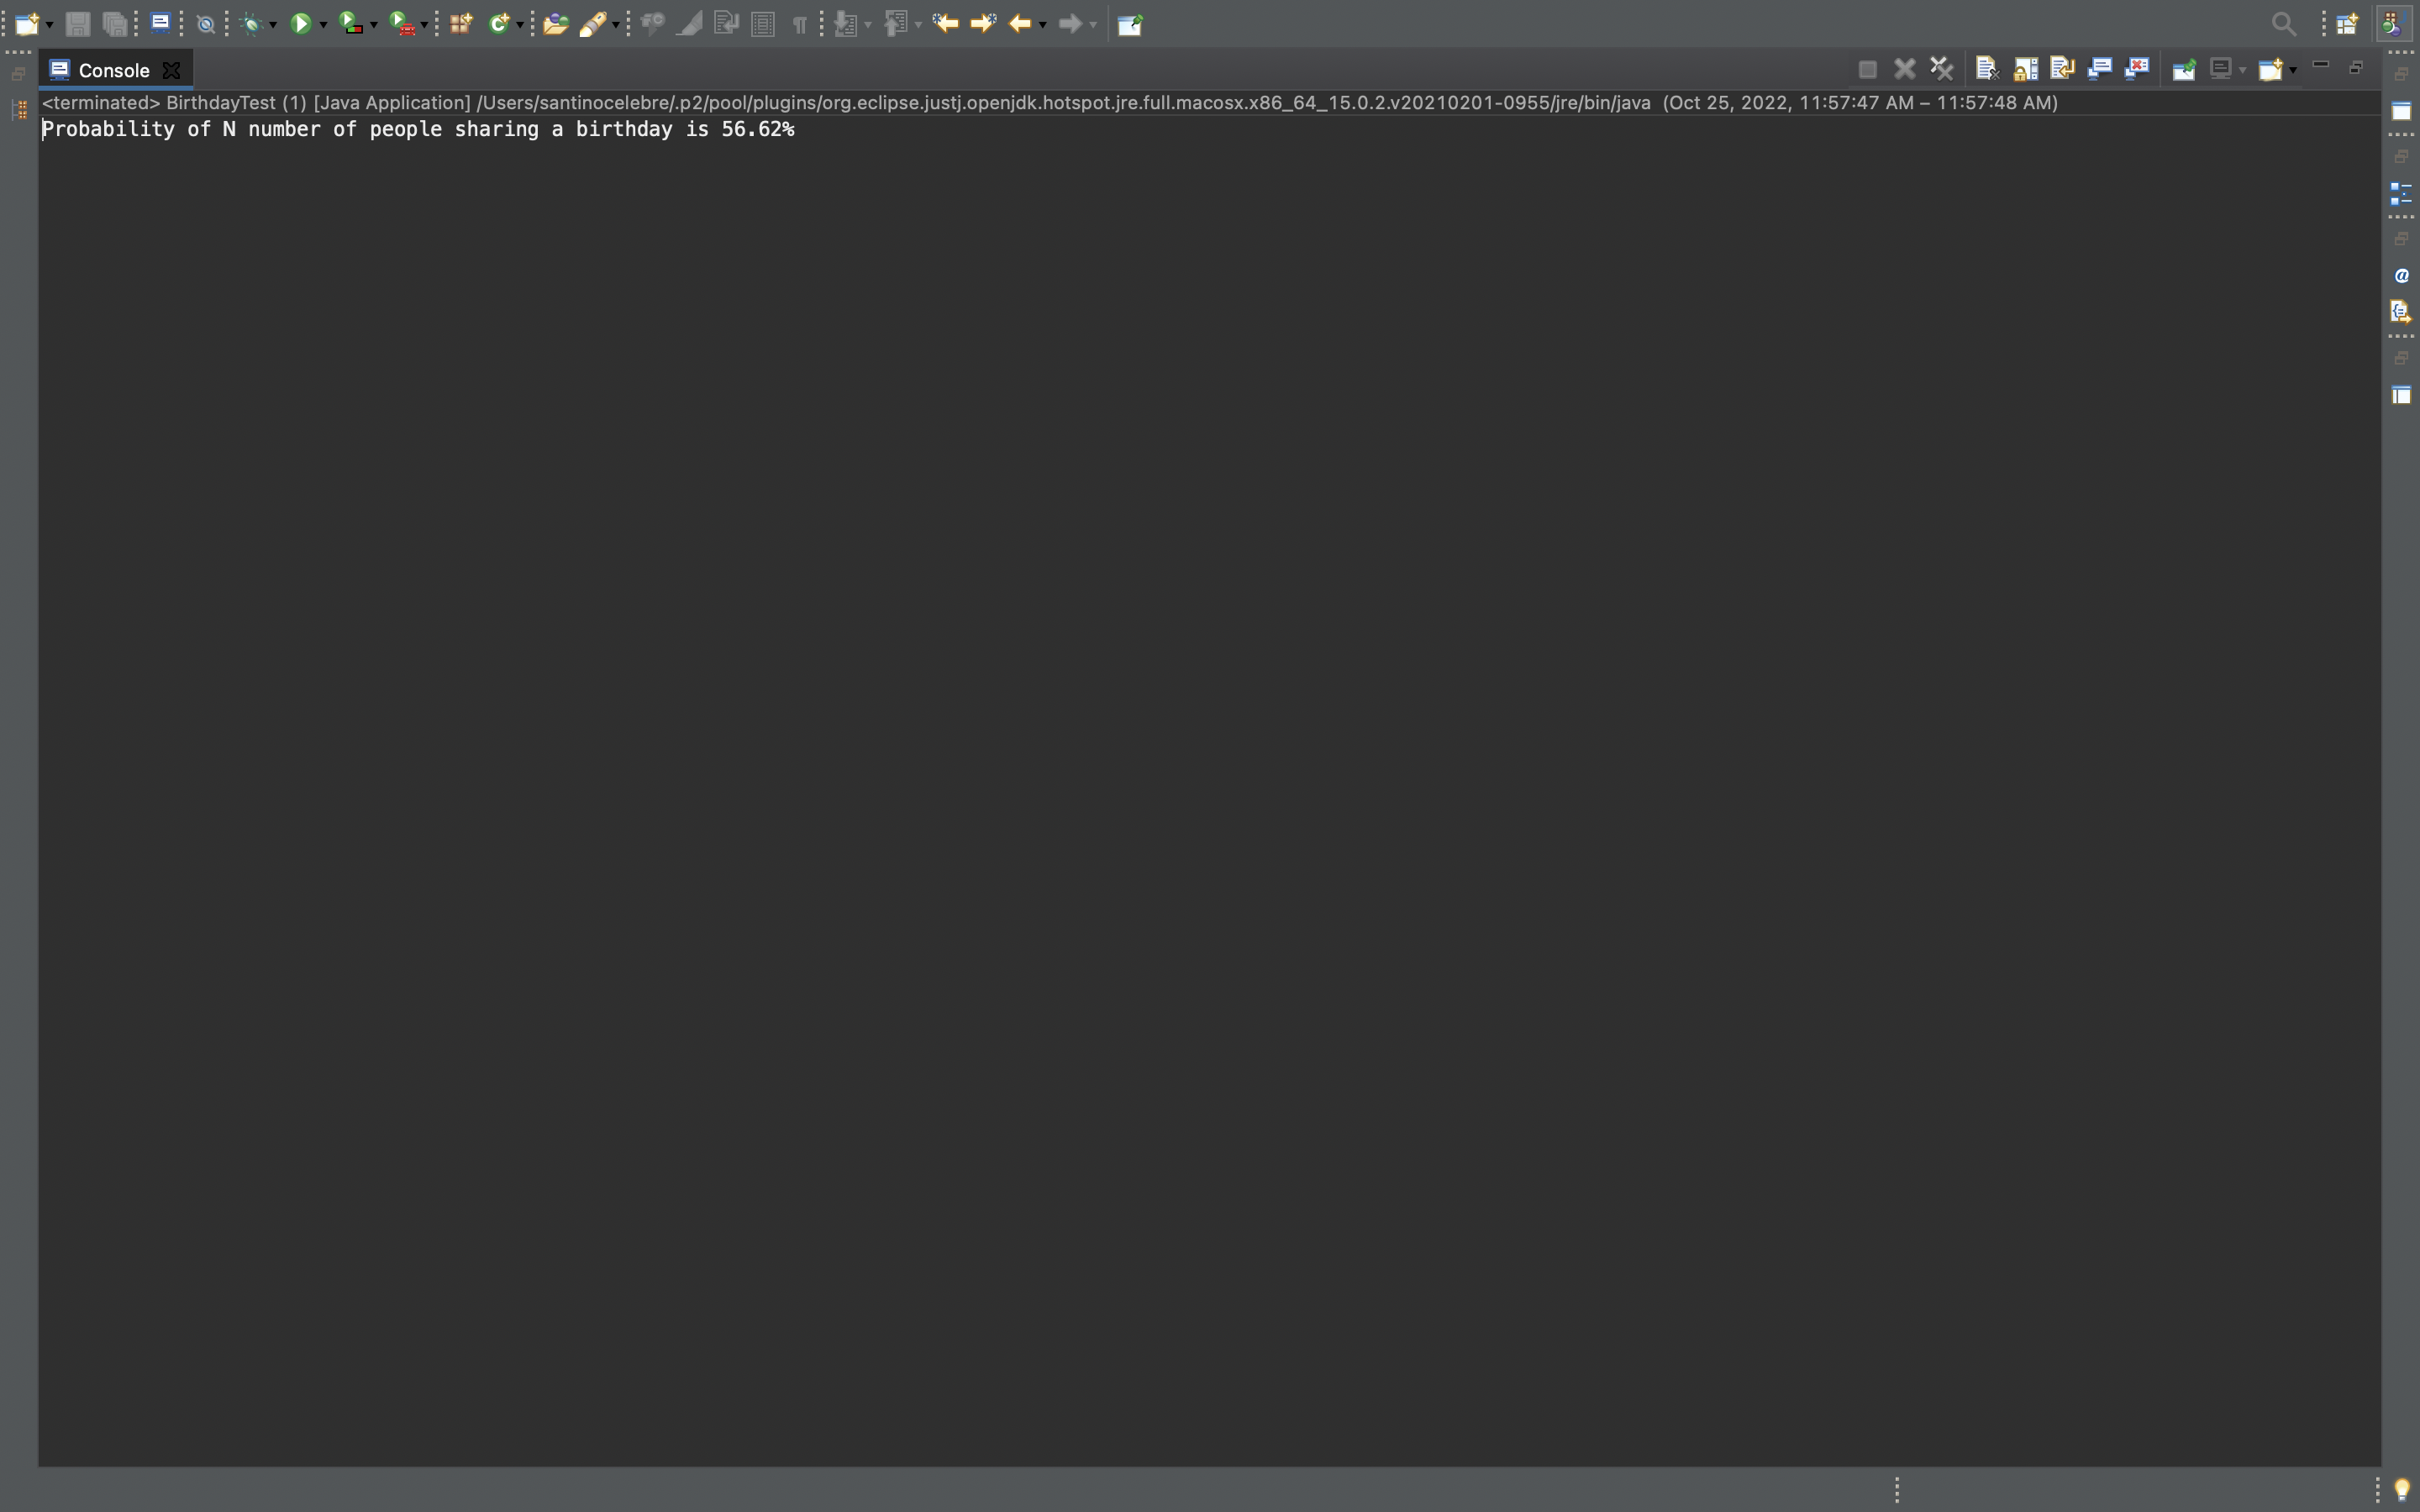 Console
<terminated> BirthdayTest (1) [Java Application] /Users/santinocelebre/.p2/pool/plugins/org.eclipse.justj.openjdk.hotspot.jre.full.macosx.x86_64_15.0.2.v20210201-0955/jre/bin/java (Oct 25, 2022, 11:57:47 AM – 11:57:48 AM)
Probability of N number of people sharing a birthday is 56.62%